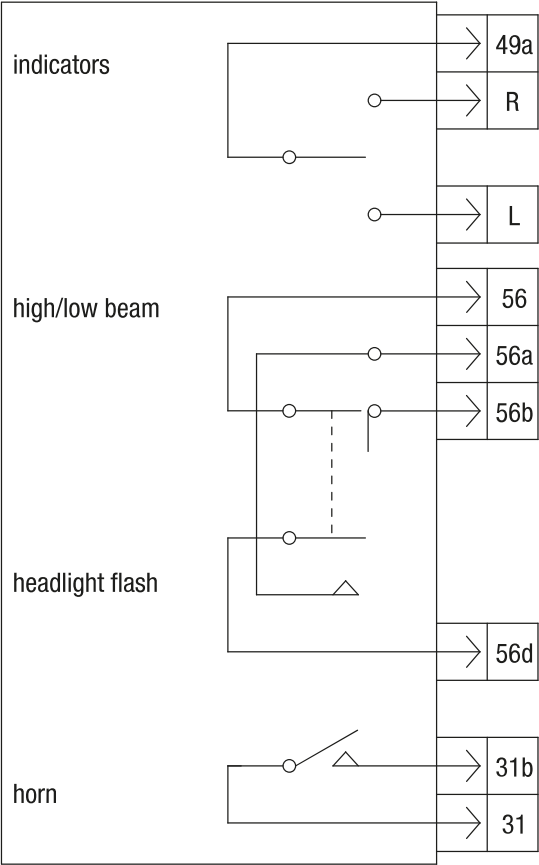 indicators
49a
R
L
high/low beam
56
56a
56b
headlight flash
56d
horn
31b
31